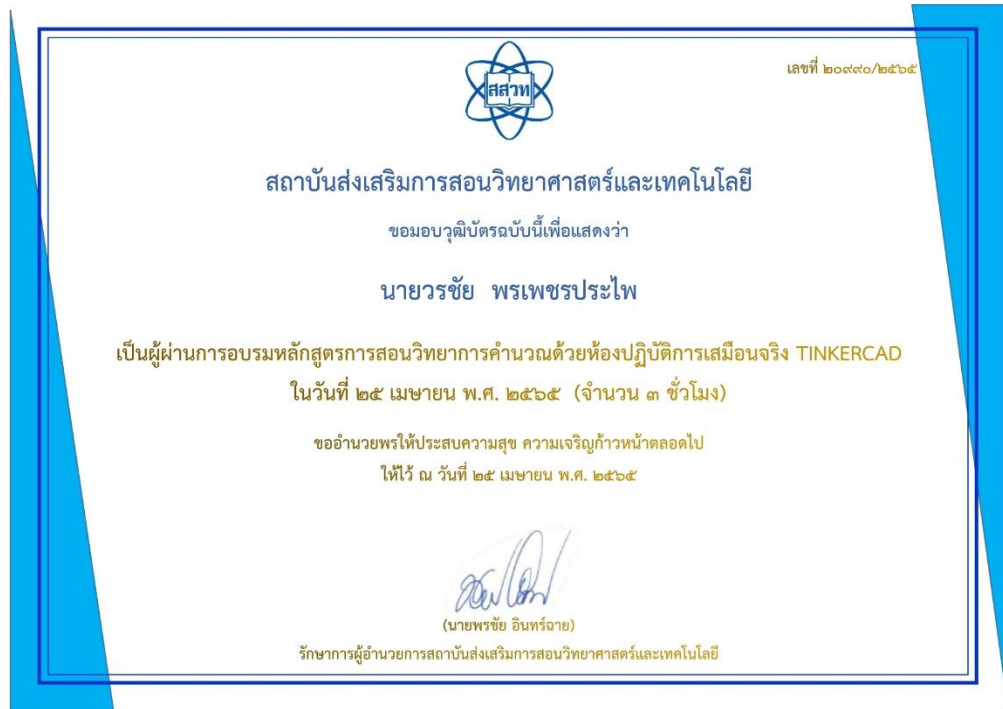 เลขที่ ๒๐๙๙๐/๒๕๖๕
สสวท
สถาบันส่งเสริมการสอนวิทยาศาสตร์และเทคโนโลยี
ขอมอบวุฒิบัตรฉบับนี้เพื่อแสดงว่า
นายวรชัย พรเพชรประไพ
เป็นผู้ผ่านการอบรมหลักสูตรการสอนวิทยาการคำนวณด้วยห้องปฏิบัติการเสมือนจริง TINKERCAD
ในวันที่ ๒๕ เมษายน พ.ศ. ๒๕๖๕ (จำนวน ๓ ชั่วโมง)
ขออำนวยพรให้ประสบความสุข ความเจริญก้าวหน้าตลอดไป
ให้ไว้ ณ วันที่ ๒๕ เมษายน พ.ศ. ๒๕๖๕
(นายพรชัย อินทร์ฉาย)
รักษาการผู้อำนวยการสถาบันส่งเสริมการสอนวิทยาศาสตร์และเทคโนโลยี